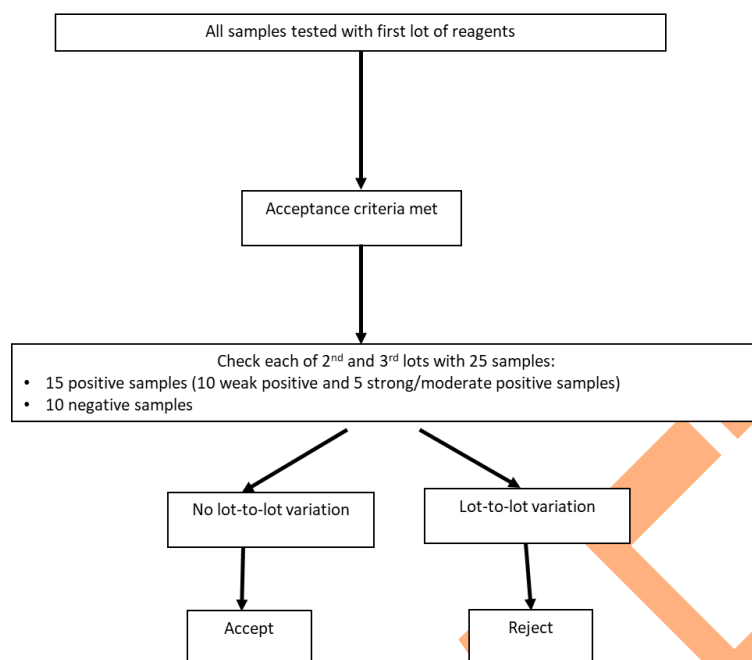 All samples tested with first lot of reagents
Acceptance criteria met
Check each of 2nd and 3rd lots with 25 samples:
• 15 positive samples (10 weak positive and 5 strong/moderate positive samples)
• 10 negative samples
No lot-to-lot variation
Lot-to-lot variation
Accept
Reject